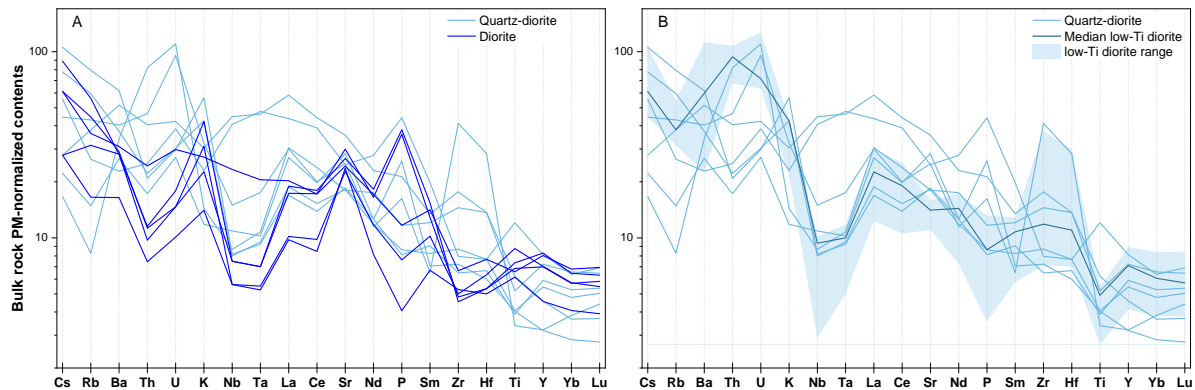 A
Quartz-diorite
Diorite
B
Quartz-diorite
Median low-Ti diorite
low-Ti diorite range
Bulk rock PM-normalized contents
100
10
100
10
Cs Rb Ba Th U K Nb Ta La Ce Sr Nd P Sm Zr Hf Ti Y Yb Lu
Cs Rb Ba Th U K Nb Ta La Ce Sr Nd P Sm Zr Hf Ti Y Yb Lu